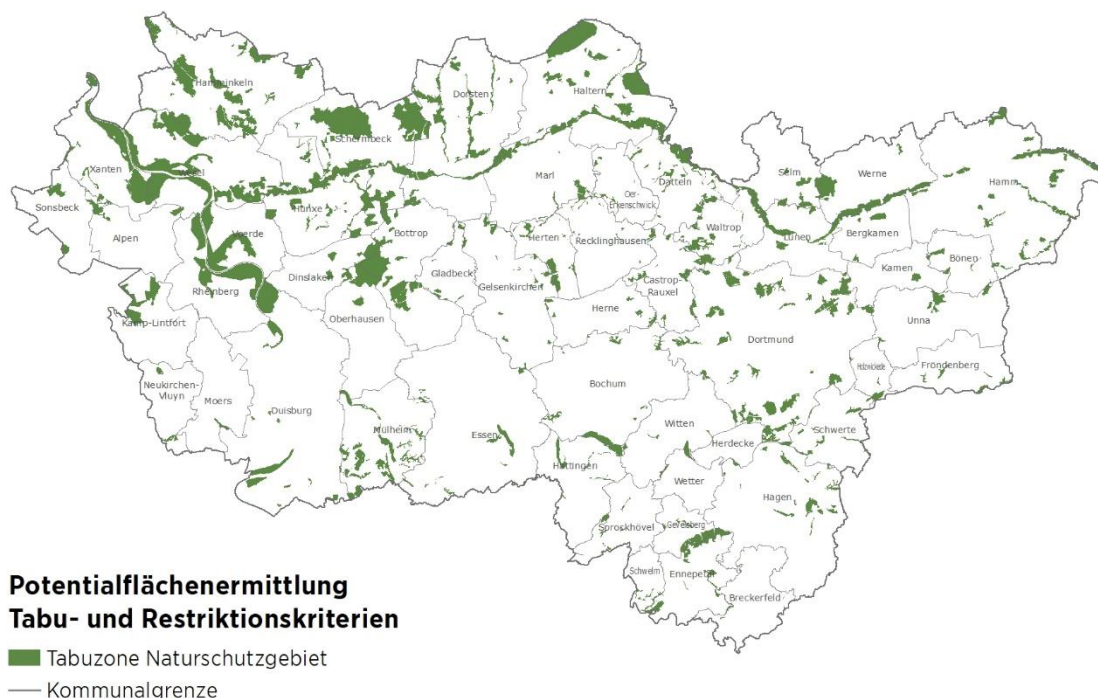 Hamminkeln
Dorsten
Haltern
Schermbeck
Xanten
Wesel
Sonsbeck
Marl
Datteln
Oer-
Erkenschwick
Selm
Werne
Hamm
Alpen
Voerde
Hünxe
Bottrop
Herten
Recklinghausen
Waltrop
Lünen
Bergkamen
Dinslaken
Gladbeck
Gelsenkirchen
Castrop-
Rauxel
Kamen
Bönen
Rheinberg
Kamp-Lintfort
Oberhausen
Herne
Unna
Dortmund
Holzwickede
Fröndenberg
Neukirchen-
Vluyn
Moers
Duisburg
Bochum
Mülheim
Essen
Witten
Herdecke
Schwerte
Hattingen
Wetter
Hagen
Sprockhövel
Gevelsberg
Schwelm
Ennepetal
Breckerfeld
Potentialflächenermittlung
Tabu- und Restriktionskriterien
Tabuzone Naturschutzgebiet
Kommunalgrenze